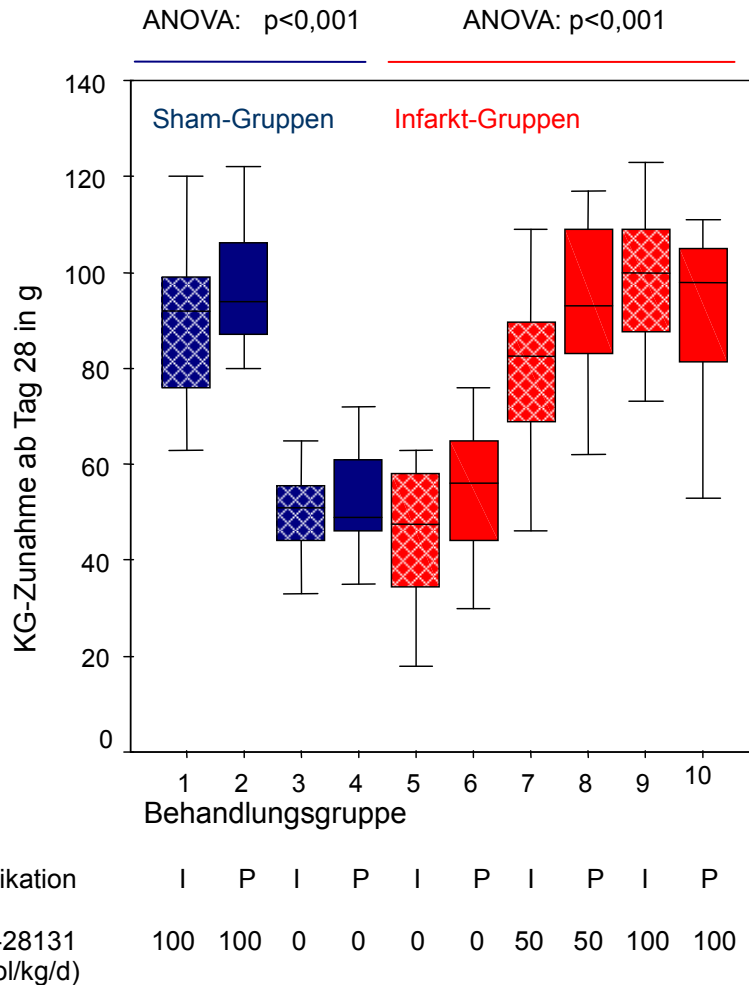 ANOVA: p<0,001 ANOVA: p<0,001
140
Sham-Gruppen Infarkt-Gruppen
120
100
80
60
40
20
0
KG-Zunahme ab Tag 28 in g
1 2 3 4 5 6 7 8 9 10
Behandlungsgruppe
ikation I P I P I P I P I P
-28131 100 100 0 0 0 0 50 50 100 100
ol/kg/d)